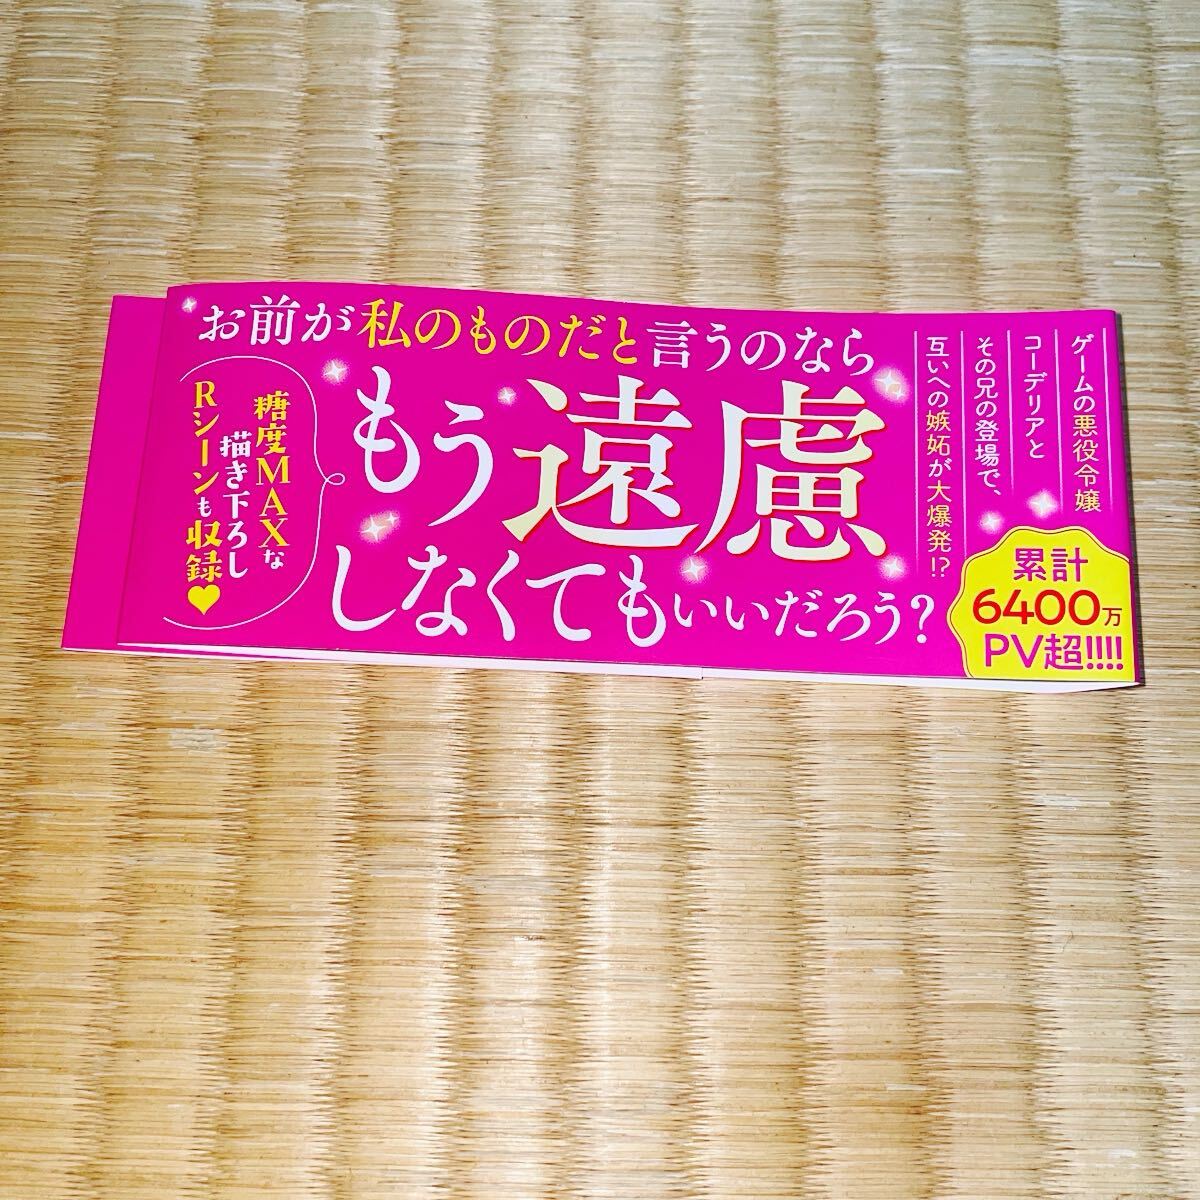 ゲームの悪役令嬢
コーデリアと
その兄の登場で、
互いへの嫉妬が大爆発!?
お前が私のものだと言うのなら
もう遠慮
しなくてもいいだろう?
糖度MAXな
描き下ろし
Rシーンも収録♥
累計
6400万
PV超!!!!